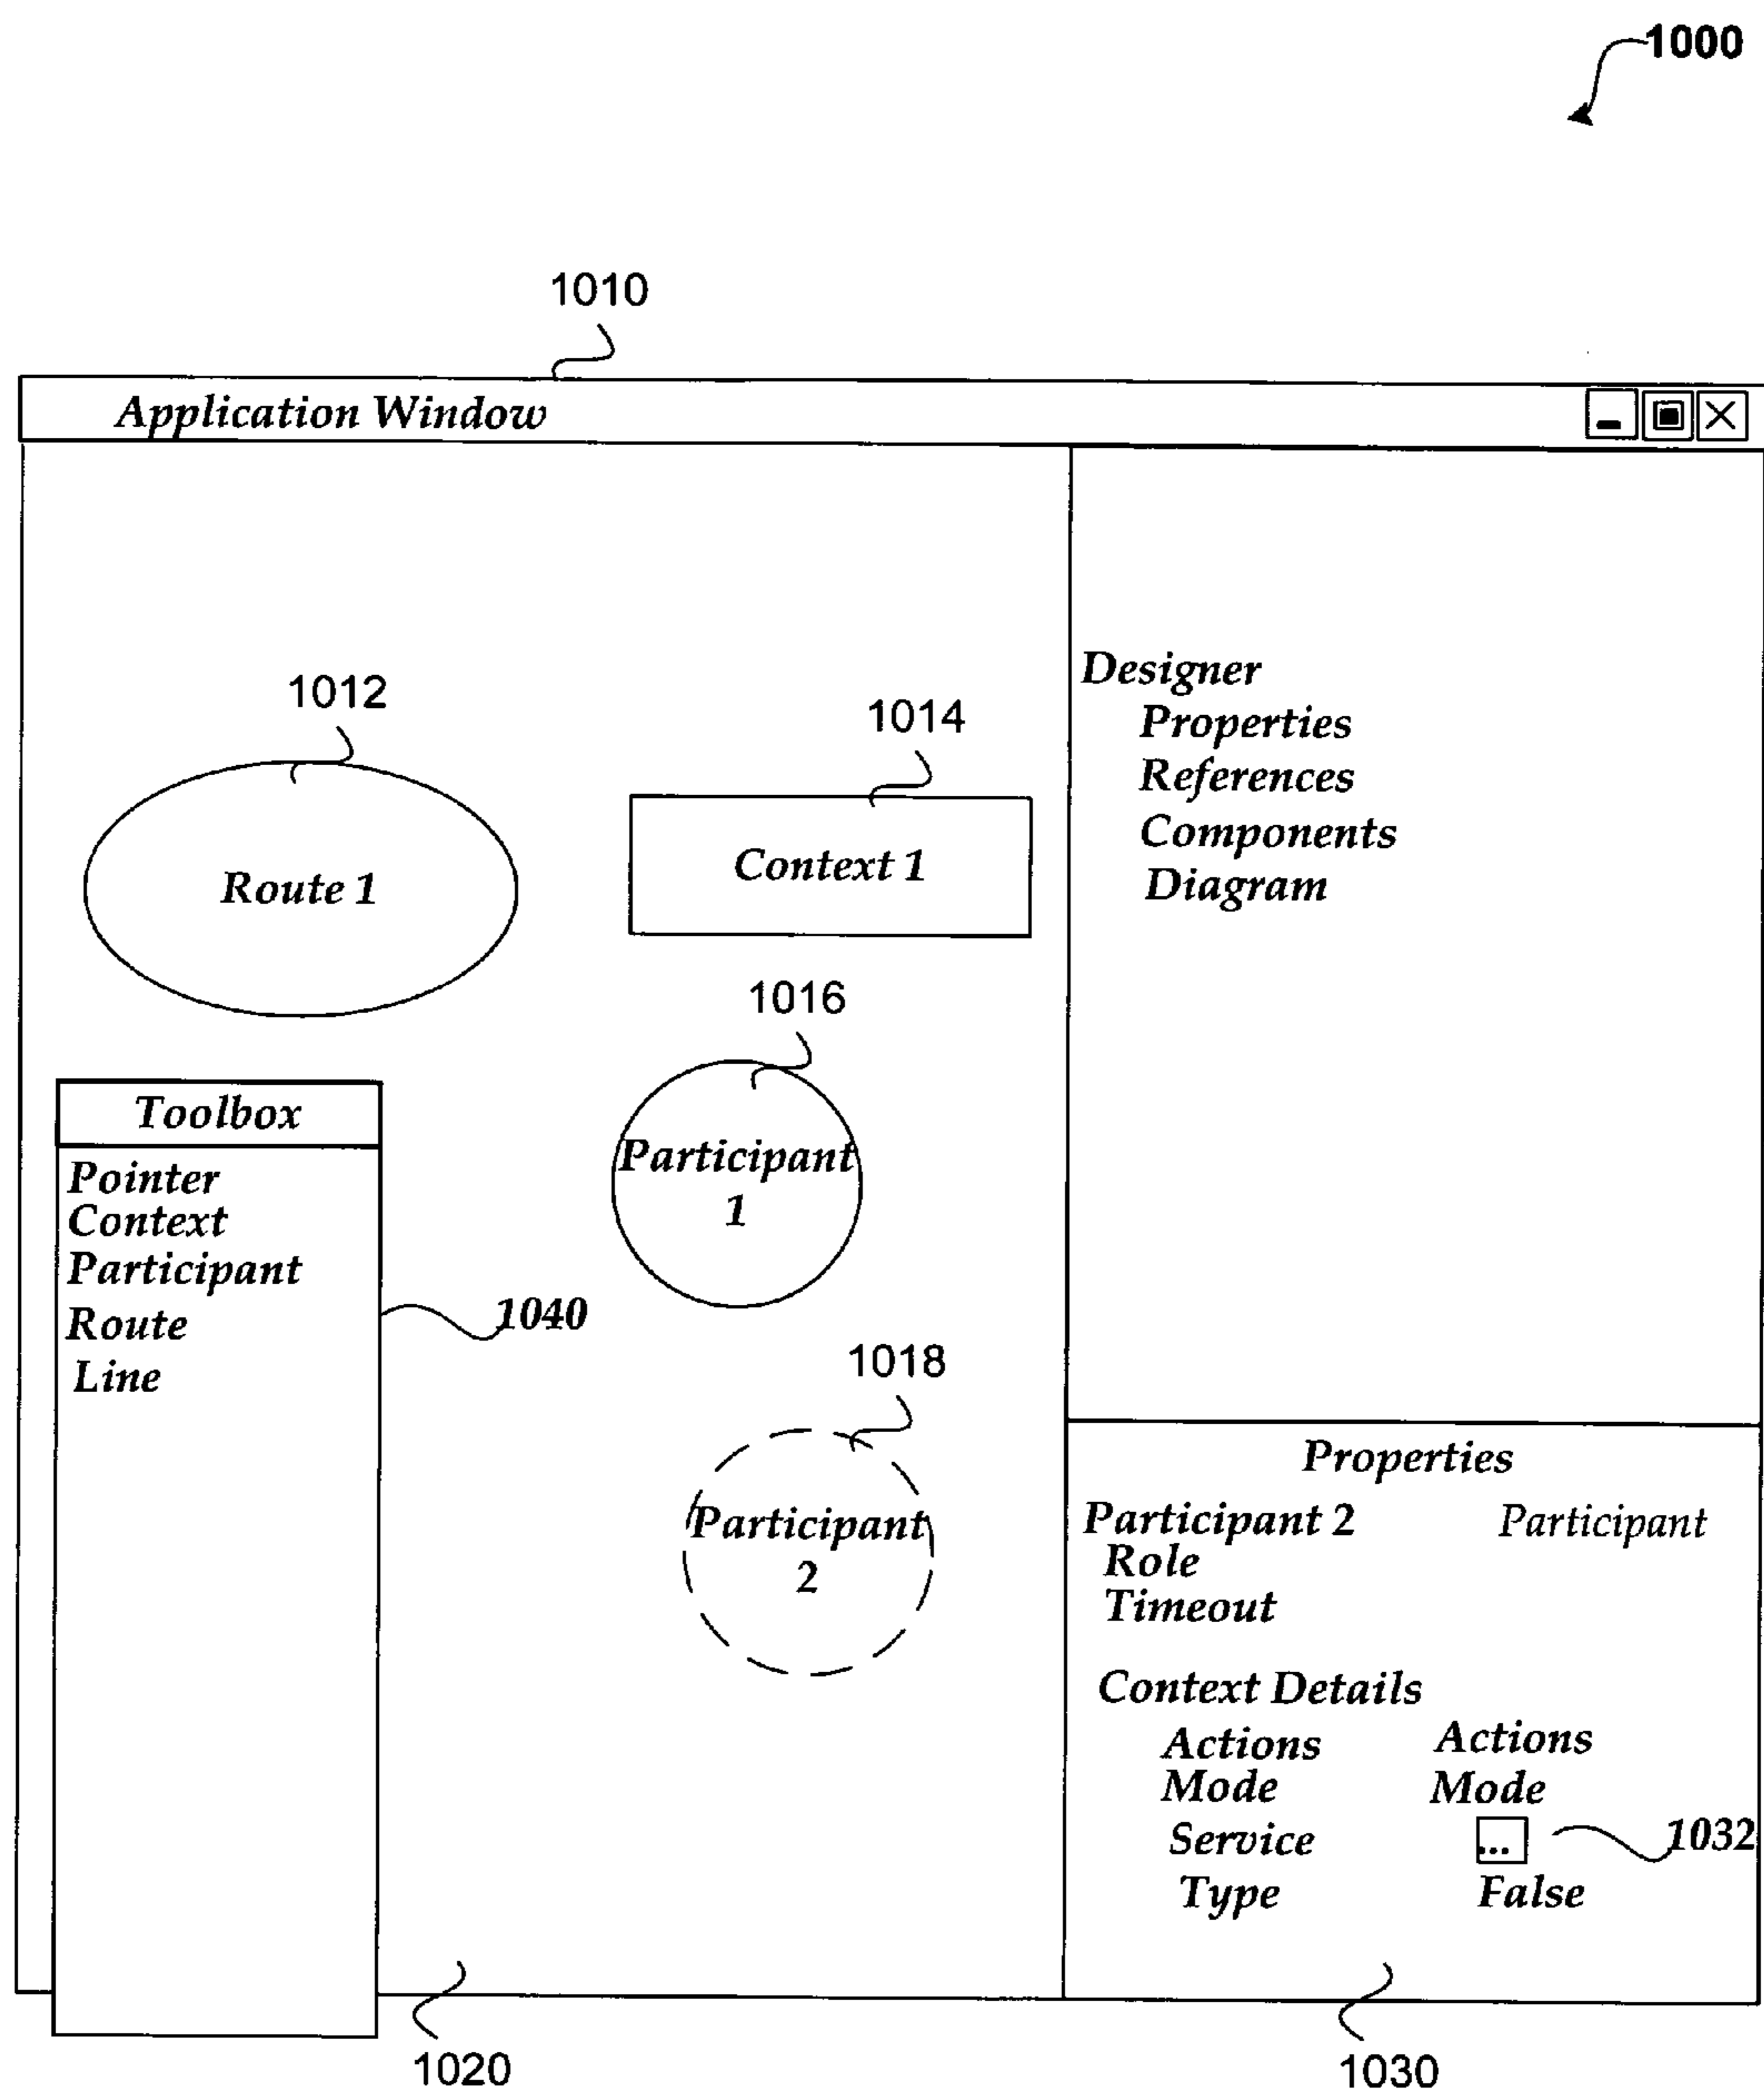 1000
1010
Application Window
1012
1014
Route 1
Context 1
1016
Participant
1
Toolbox
Pointer
Context
Participant
Route
Line
1040
1018
Participant
2
Designer
Properties
References
Components
Diagram
Properties
Participant 2 Participant
Role
Timeout
Context Details
Actions Actions
Mode Mode
Service ... 1032
Type False
1020
1030